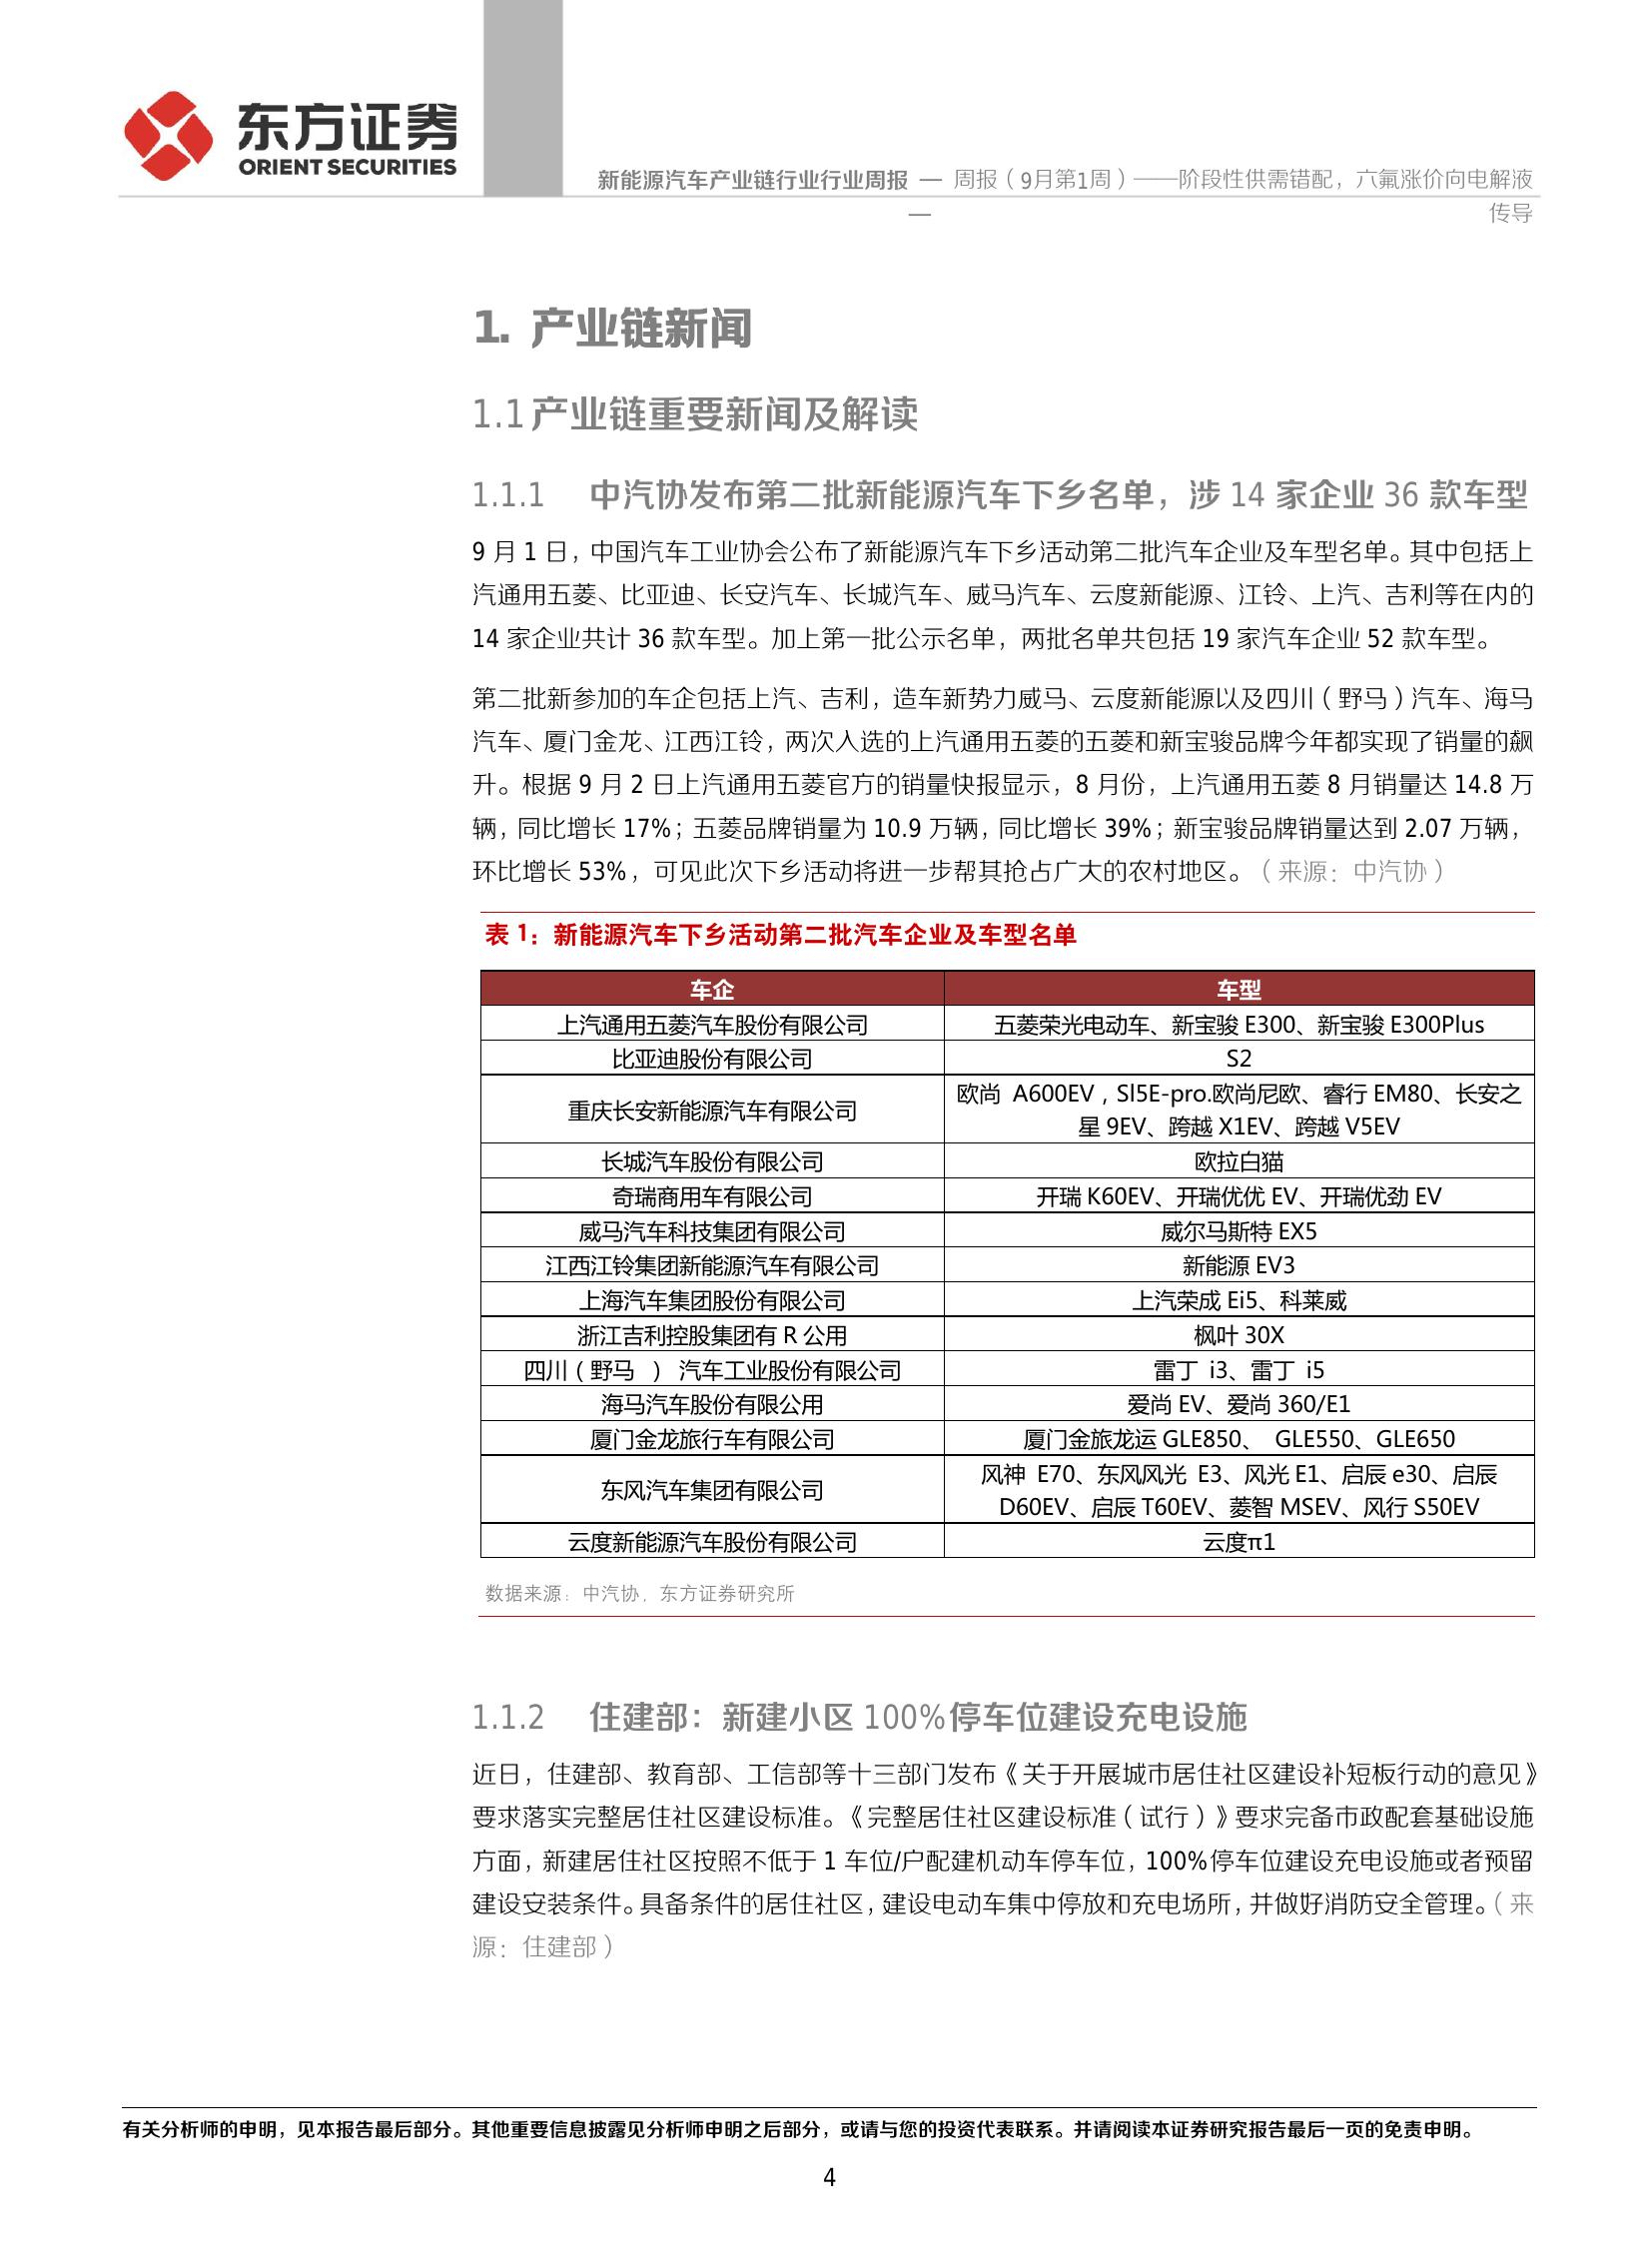 东方证券
ORIENT SECURITIES
新能源汽车产业链行业行业周报 — 周报（9月第1周）——阶段性供需错配，六氟涨价向电解液
—
传导
1. 产业链新闻
1.1产业链重要新闻及解读
1.1.1 中汽协发布第二批新能源汽车下乡名单，涉 14 家企业 36 款车型
9 月 1 日，中国汽车工业协会公布了新能源汽车下乡活动第二批汽车企业及车型名单。其中包括上
汽通用五菱、比亚迪、长安汽车、长城汽车、威马汽车、云度新能源、江铃、上汽、吉利等在内的
14 家企业共计 36 款车型。加上第一批公示名单，两批名单共包括 19 家汽车企业 52 款车型。
第二批新参加的车企包括上汽、吉利，造车新势力威马、云度新能源以及四川（野马）汽车、海马
汽车、厦门金龙、江西江铃，两次入选的上汽通用五菱的五菱和新宝骏品牌今年都实现了销量的飙
升。根据 9 月 2 日上汽通用五菱官方的销量快报显示，8 月份，上汽通用五菱 8 月销量达 14.8 万
辆，同比增长 17%；五菱品牌销量为 10.9 万辆，同比增长 39%；新宝骏品牌销量达到 2.07 万辆，
环比增长 53%，可见此次下乡活动将进一步帮其抢占广大的农村地区。（来源：中汽协）
表 1：新能源汽车下乡活动第二批汽车企业及车型名单
车企 车型
上汽通用五菱汽车股份有限公司 五菱荣光电动车、新宝骏 E300、新宝骏 E300Plus
比亚迪股份有限公司 S2
重庆长安新能源汽车有限公司 欧尚 A600EV，Sl5E-pro.欧尚尼欧、睿行 EM80、长安之
星 9EV、跨越 X1EV、跨越 V5EV
长城汽车股份有限公司 欧拉白猫
奇瑞商用车有限公司 开瑞 K60EV、开瑞优优 EV、开瑞优劲 EV
威马汽车科技集团有限公司 威尔马斯特 EX5
江西江铃集团新能源汽车有限公司 新能源 EV3
上海汽车集团股份有限公司 上汽荣成 Ei5、科莱威
浙江吉利控股集团有 R 公用 枫叶 30X
四川（野马 ） 汽车工业股份有限公司 雷丁 i3、雷丁 i5
海马汽车股份有限公用 爱尚 EV、爱尚 360/E1
厦门金龙旅行车有限公司 厦门金旅龙运 GLE850、 GLE550、GLE650
东风汽车集团有限公司 风神 E70、东风风光 E3、风光 E1、启辰 e30、启辰
D60EV、启辰 T60EV、菱智 MSEV、风行 S50EV
云度新能源汽车股份有限公司 云度π1
数据来源：中汽协，东方证券研究所
1.1.2 住建部：新建小区 100%停车位建设充电设施
近日，住建部、教育部、工信部等十三部门发布《关于开展城市居住社区建设补短板行动的意见》
要求落实完整居住社区建设标准。《完整居住社区建设标准（试行）》要求完备市政配套基础设施
方面，新建居住社区按照不低于 1 车位/户配建机动车停车位，100%停车位建设充电设施或者预留
建设安装条件。具备条件的居住社区，建设电动车集中停放和充电场所，并做好消防安全管理。（来
源：住建部）
有关分析师的申明，见本报告最后部分。其他重要信息披露见分析师申明之后部分，或请与您的投资代表联系。并请阅读本证券研究报告最后一页的免责申明。
4